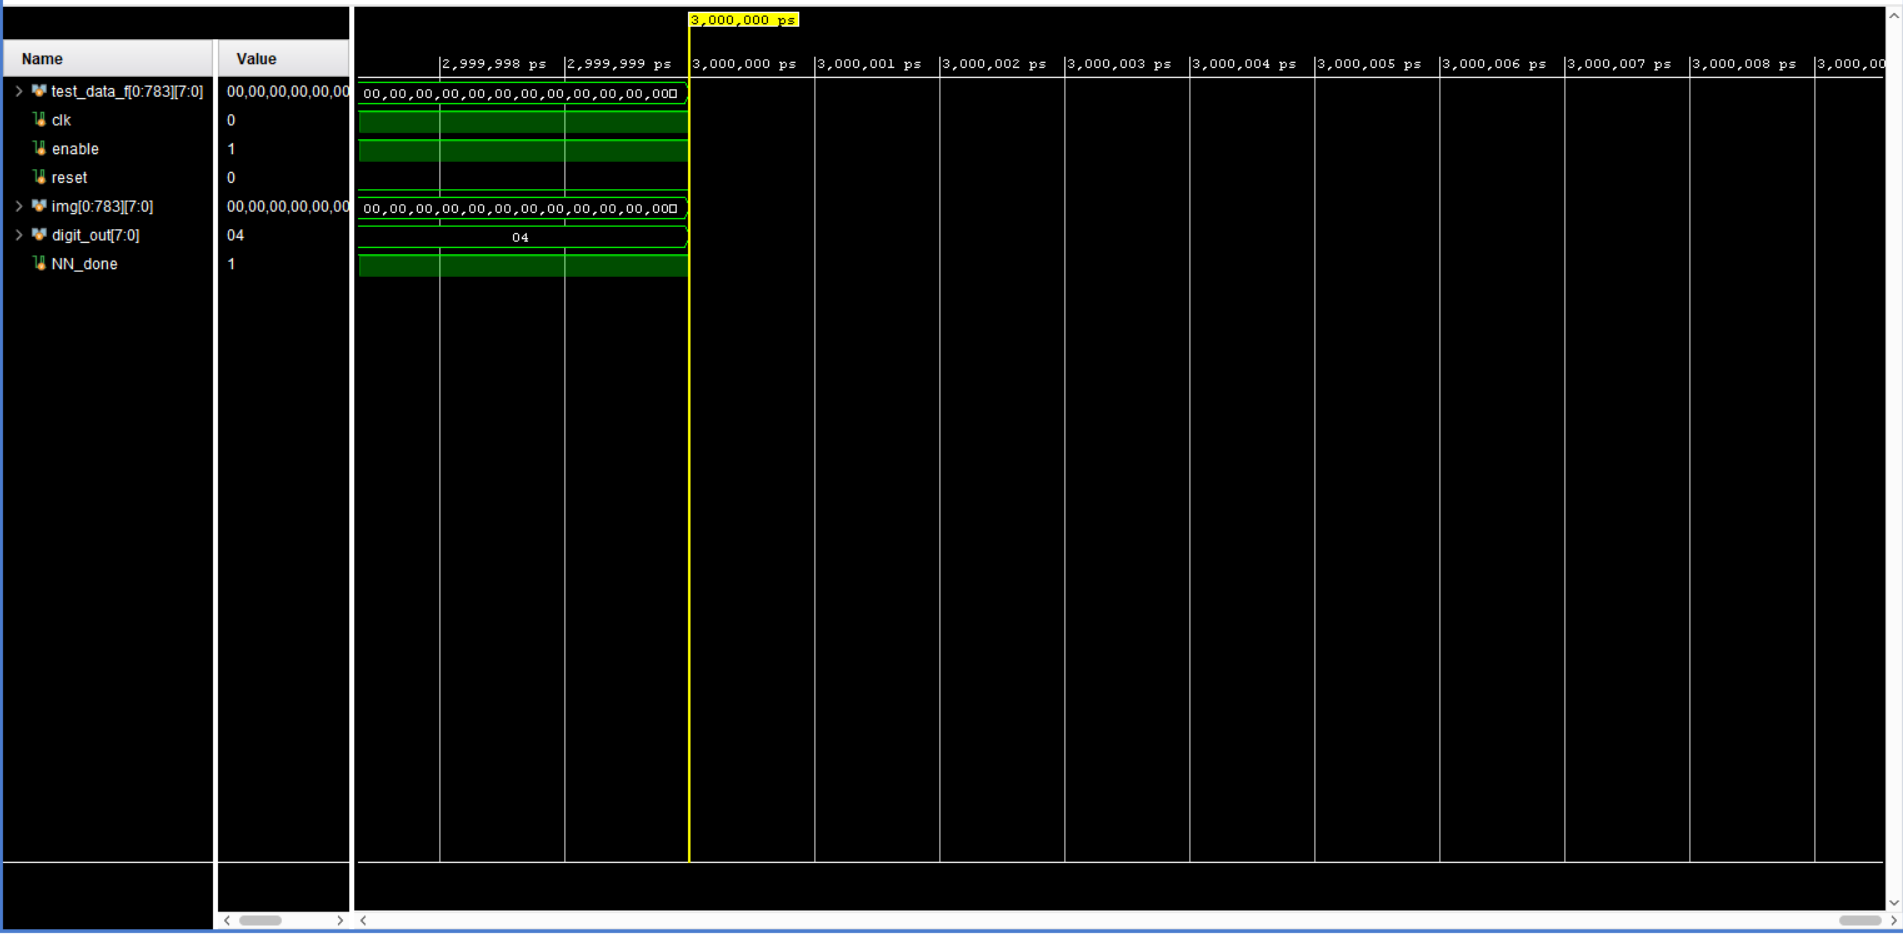 3,000,000 ps
Name Value
2,999,998 ps 2,999,999 ps 3,000,000 ps 3,000,001 ps 3,000,002 ps 3,000,003 ps 3,000,004 ps 3,000,005 ps 3,000,006 ps 3,000,007 ps 3,000,008 ps 3,000,00
test_data_f[0:783][7:0] 00,00,00,00,00,00 00,00,00,00,00,00,00,00,00,00,00,00
clk 0
enable 1
reset 0
img[0:783][7:0] 00,00,00,00,00,00 00,00,00,00,00,00,00,00,00,00,00,00
digit_out[7:0] 04 04
NN_done 1